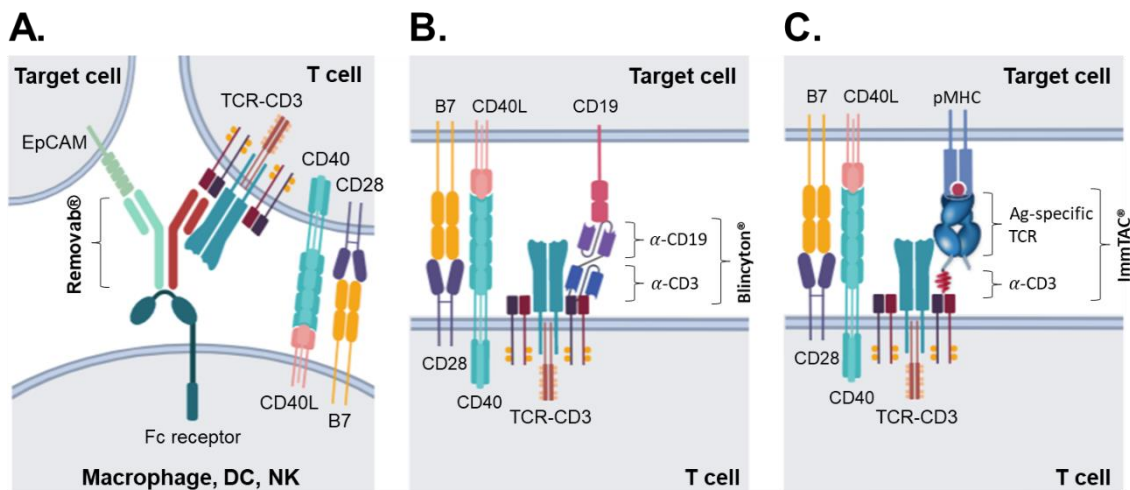 A.
Target cell
T cell
TCR-CD3
EpCAM
CD40
CD28
Removab®
CD40L
B7
Fc receptor
Macrophage, DC, NK
B.
Target cell
B7
CD40L
CD19
α-CD19
α-CD3
Blincyton®
CD28
CD40
TCR-CD3
T cell
C.
Target cell
B7
CD40L
pMHC
Ag-specific
TCR
α-CD3
ImmTAC®
CD28
CD40
TCR-CD3
T cell